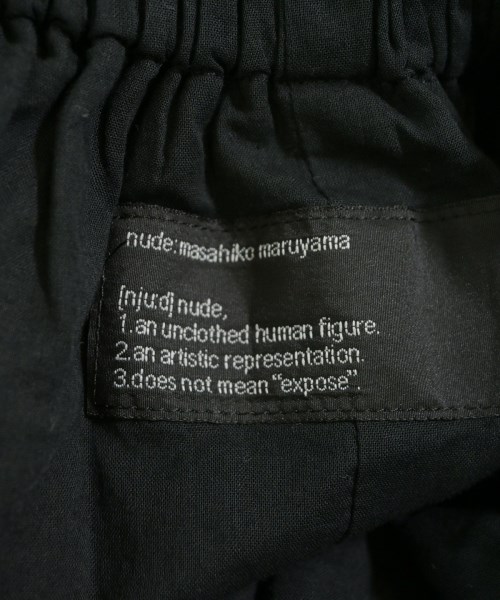 nude:masahiko maruyama
[nju:d] nude,
1.an unclothed human figure.
2.an artistic representation.
3.does not mean “expose”.